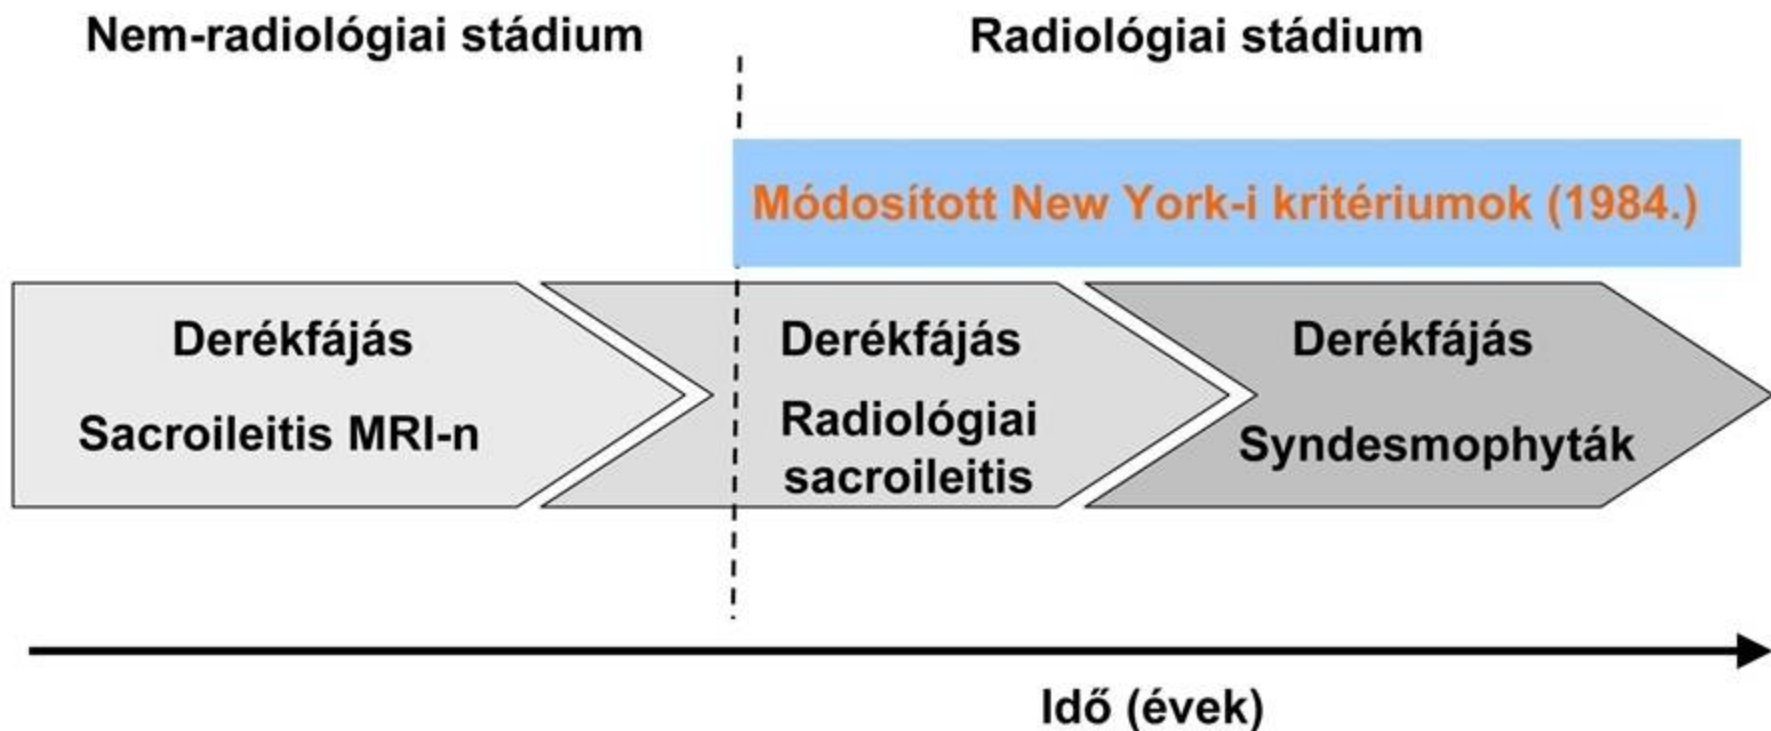 Nem-radiológiai stádium
Radiológiai stádium
Módosított New York-i kritériumok (1984.)
Derékfájás
Sacroileitis MRI-n
Derékfájás
Radiológiai
sacroileitis
Derékfájás
Syndesmophyták
Idő (évek)